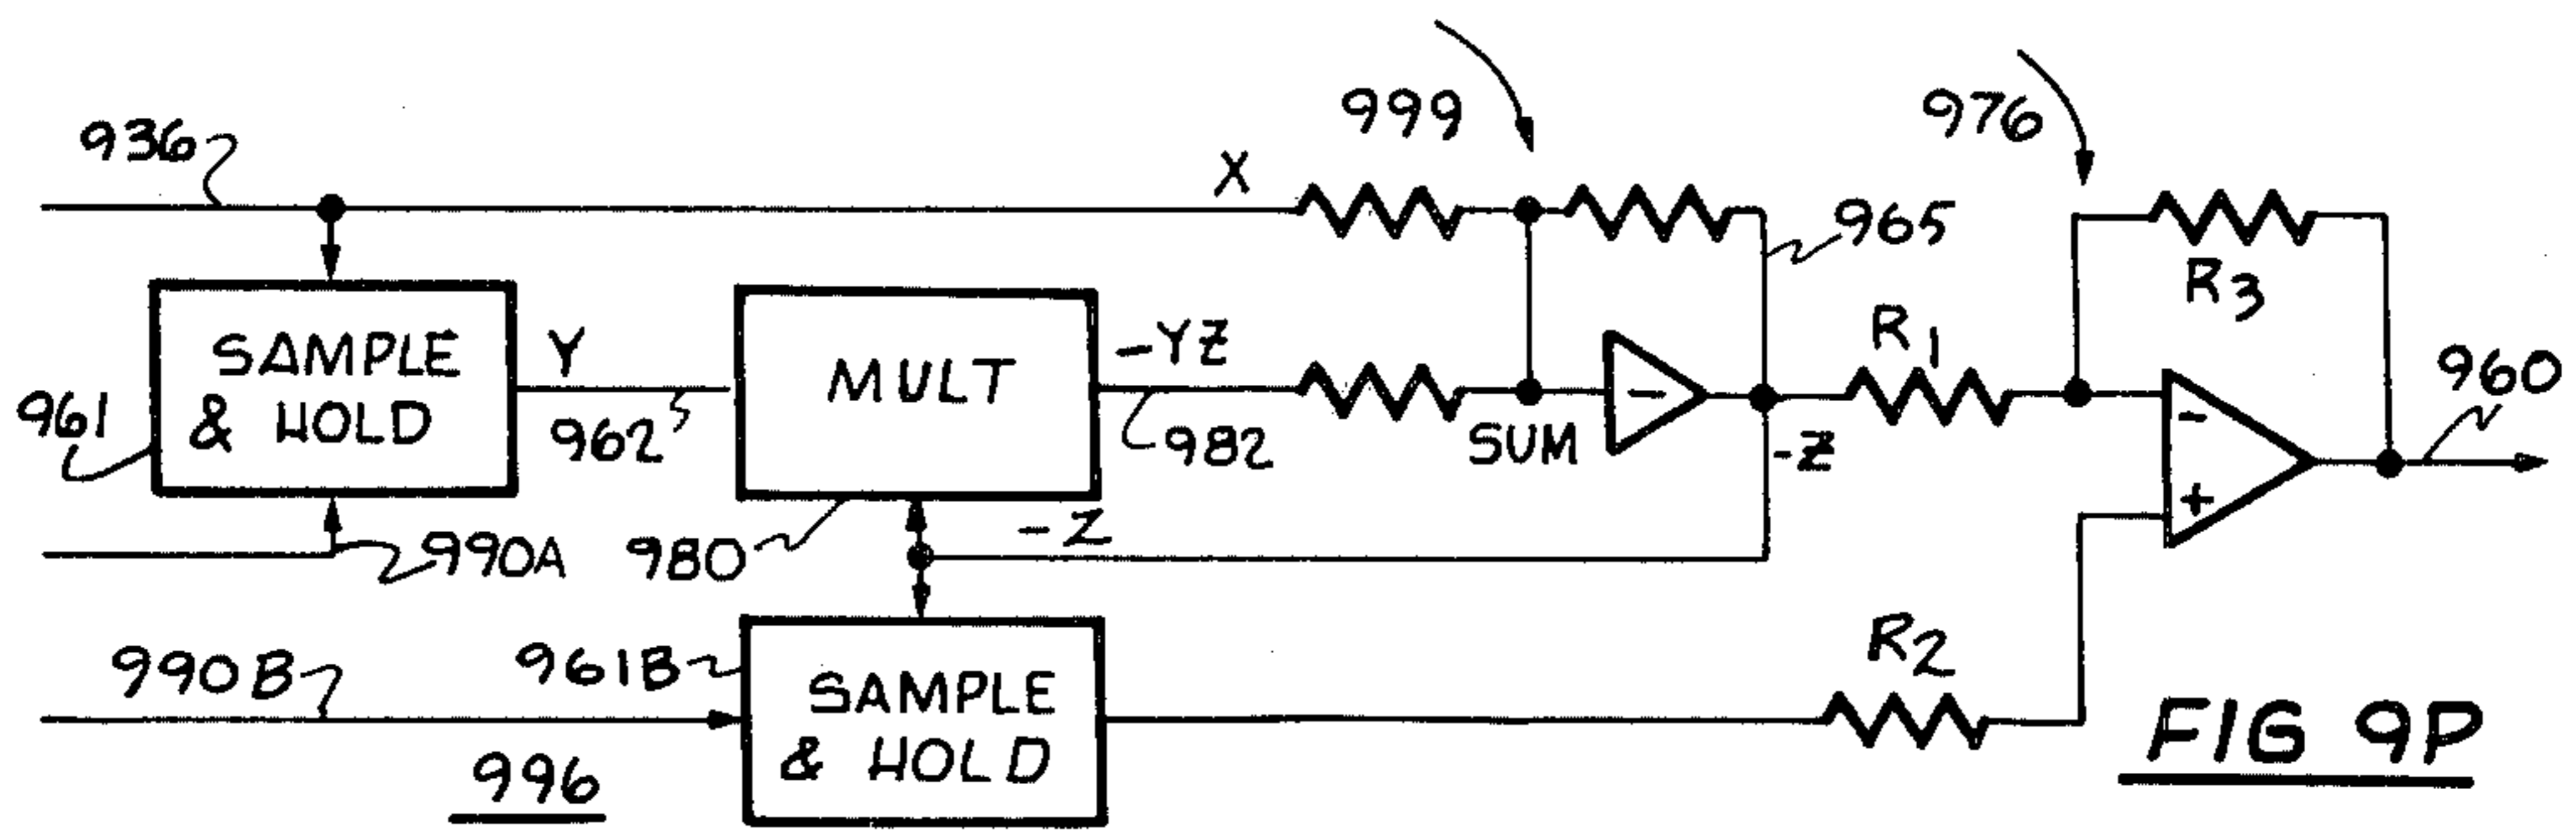 999
976
936
X
965
R3
SAMPLE
& HOLD
961
Y
962
MULT
-YZ
982
SUM
-
R1
-Z
-
+
960
990A
980
-Z
990B
961B
SAMPLE
& HOLD
R2
996
FIG 9P